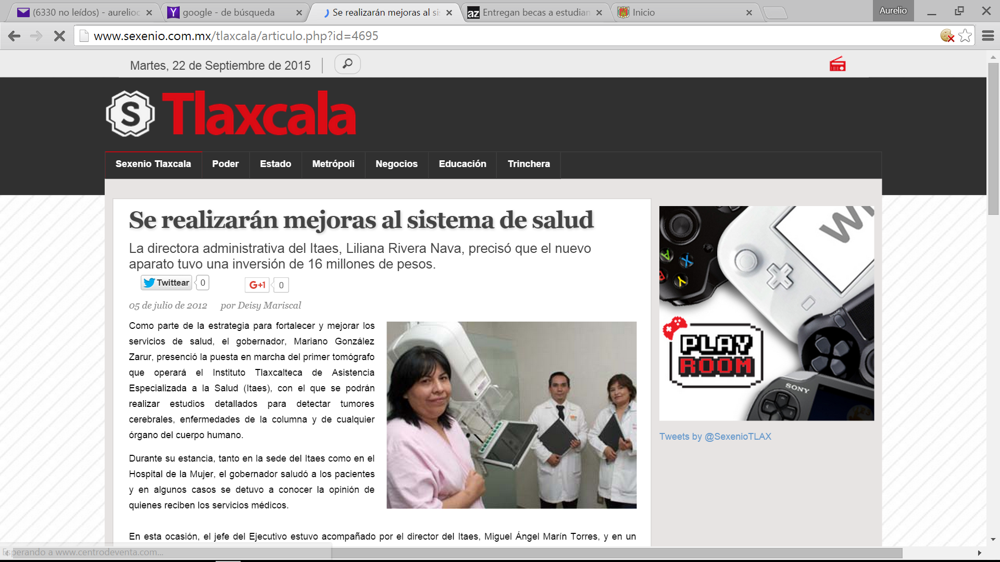 (6330 no leídos) - aurelioc
google - de búsqueda
Se realizarán mejoras al si
az
Entregan becas a estudian
Inicio
Aurelio
www.sexenio.com.mx/tlaxcala/articulo.php?id=4695
Martes, 22 de Septiembre de 2015
S Tlaxcala
Sexenio Tlaxcala Poder Estado Metrópoli Negocios Educación Trinchera
Se realizarán mejoras al sistema de salud
La directora administrativa del Itaes, Liliana Rivera Nava, precisó que el nuevo
aparato tuvo una inversión de 16 millones de pesos.
Twittear 0 G+1 0
05 de julio de 2012 por Deisy Mariscal
Como parte de la estrategia para fortalecer y mejorar los
servicios de salud, el gobernador, Mariano González
Zarur, presenció la puesta en marcha del primer tomógrafo
que operará el Instituto Tlaxcalteca de Asistencia
Especializada a la Salud (Itaes), con el que se podrán
realizar estudios detallados para detectar tumores
cerebrales, enfermedades de la columna y de cualquier
órgano del cuerpo humano.
Durante su estancia, tanto en la sede del Itaes como en el
Hospital de la Mujer, el gobernador saludó a los pacientes
y en algunos casos se detuvo a conocer la opinión de
quienes reciben los servicios médicos.
En esta ocasión, el jefe del Ejecutivo estuvo acompañado por el director del Itaes, Miguel Ángel Marín Torres, y en un
A X B Y
PLAY
ROOM
SONY
Tweets by @SexenioTLAX
Esperando a www.centrodeventa.com...